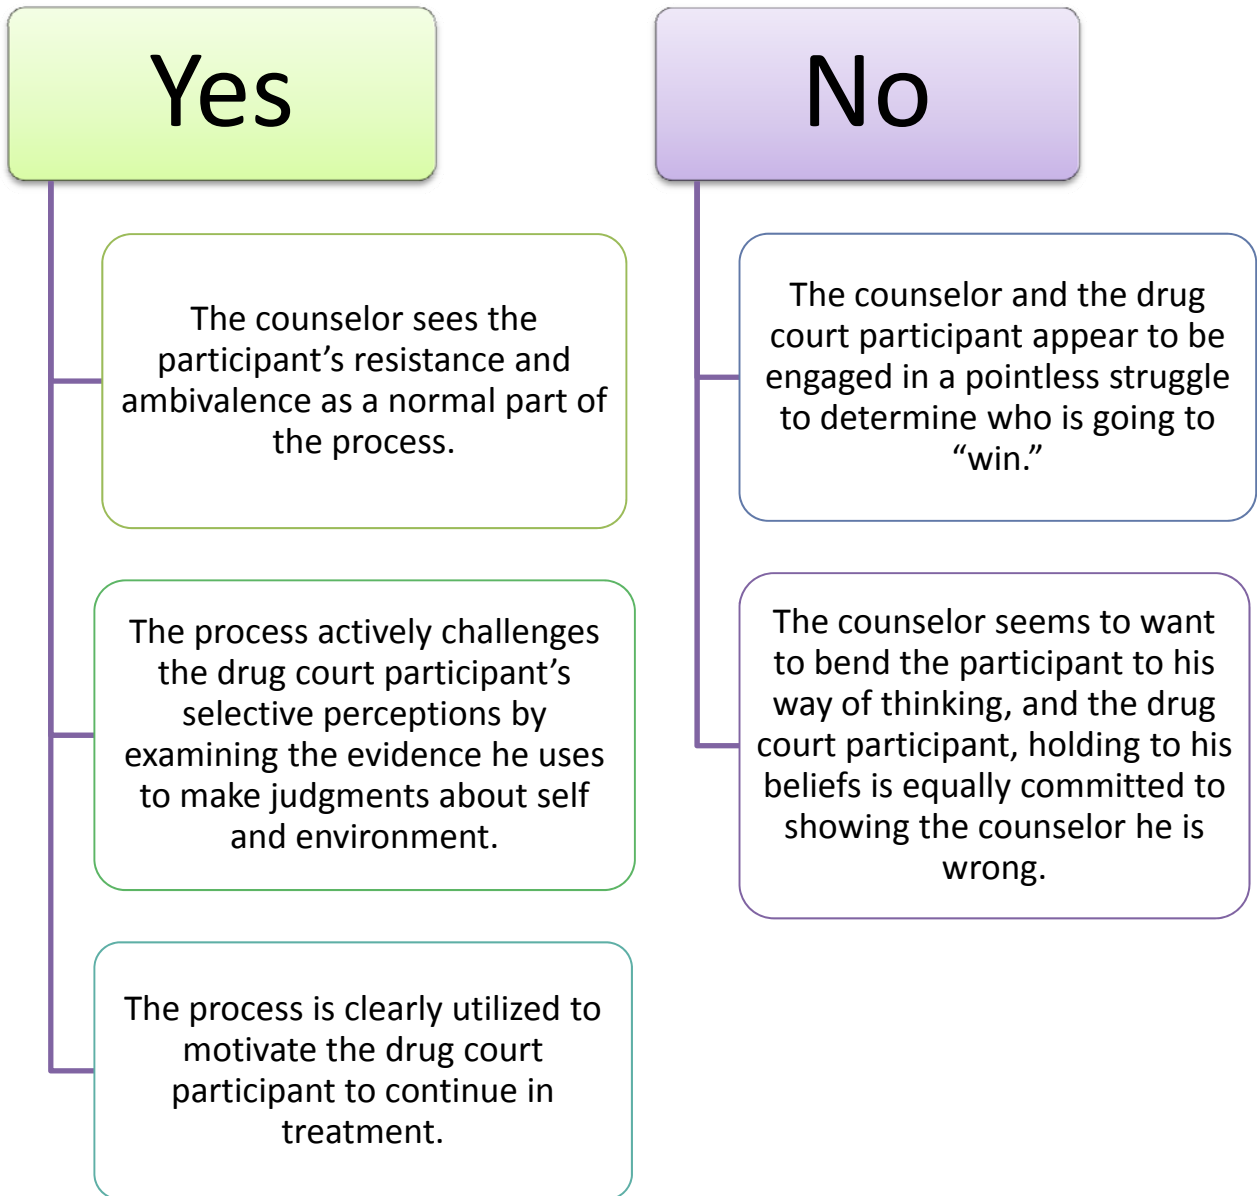 Yes
The counselor sees the
participant’s resistance and
ambivalence as a normal part of
the process.
The process actively challenges
the drug court participant’s
selective perceptions by
examining the evidence he uses
to make judgments about self
and environment.
The process is clearly utilized to
motivate the drug court
participant to continue in
treatment.
No
The counselor and the drug
court participant appear to be
engaged in a pointless struggle
to determine who is going to
“win.”
The counselor seems to want
to bend the participant to his
way of thinking, and the drug
court participant, holding to his
beliefs is equally committed to
showing the counselor he is
wrong.